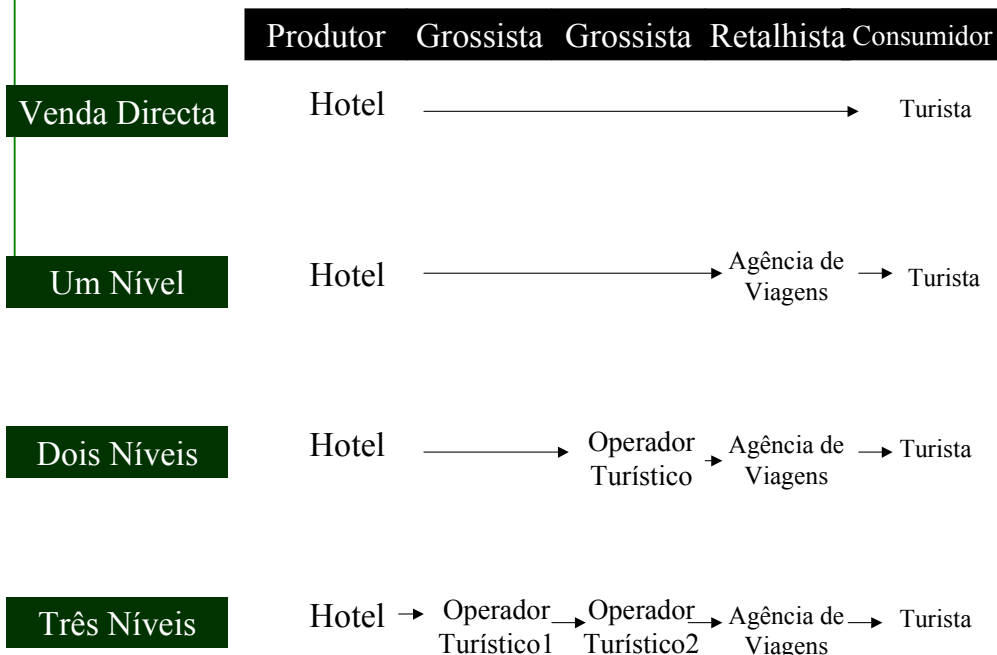 Produtor Grossista Grossista Retalhista Consumidor
Venda Directa Hotel Turista
Um Nível Hotel Agência de Viagens Turista
Dois Níveis Hotel Operador Turístico Agência de Viagens Turista
Três Níveis Hotel Operador Turístico1 Operador Turístico2 Agência de Viagens Turista